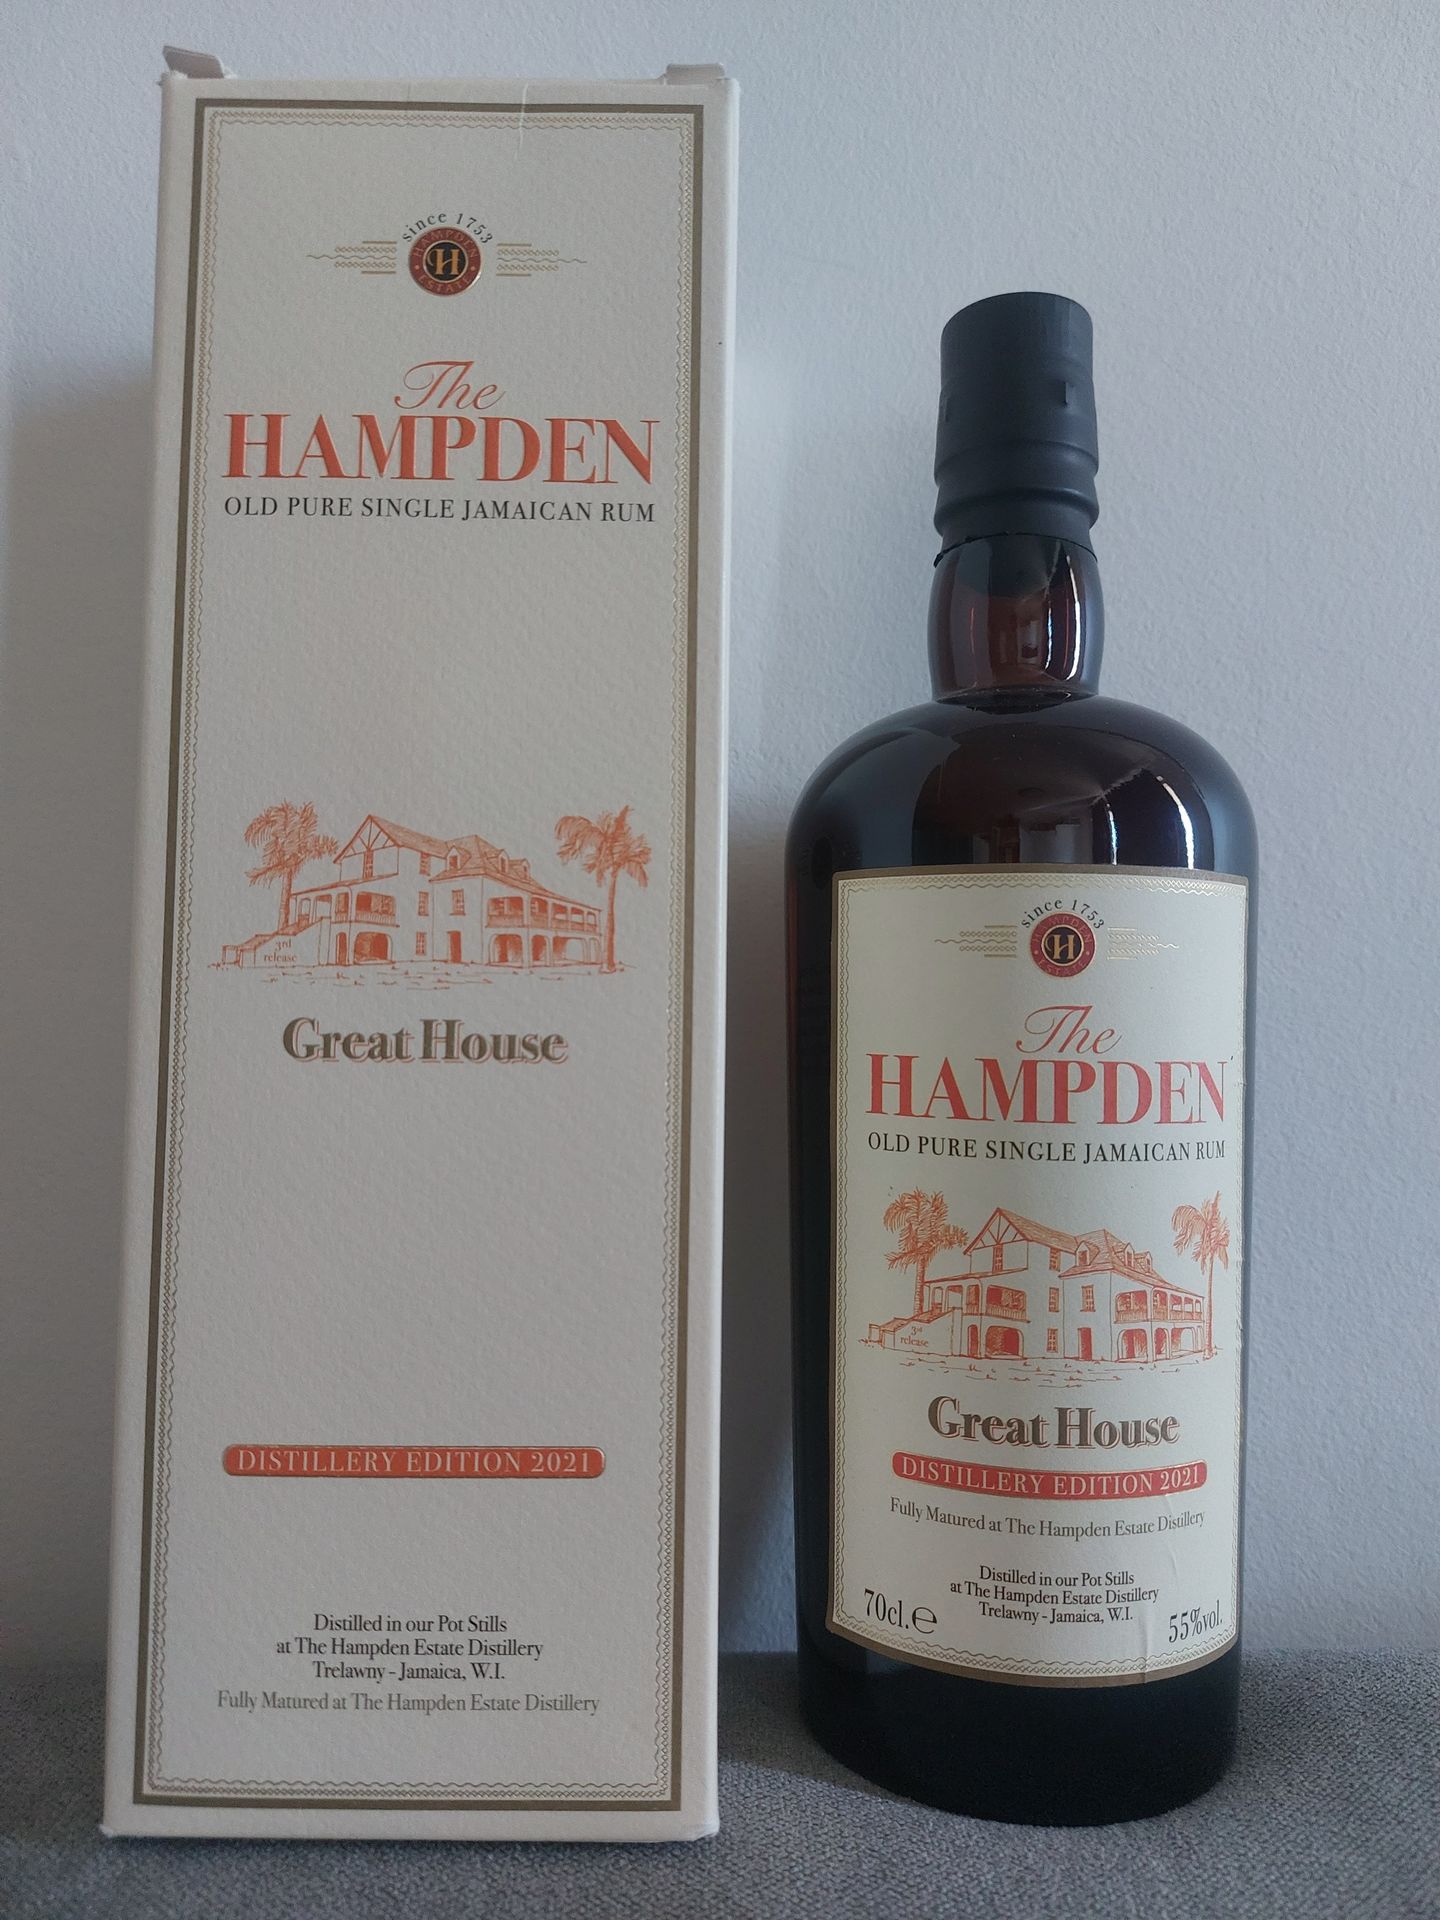 since 1753
HAMPDEN
H
ESTATE
The
HAMPDEN
OLD PURE SINGLE JAMAICAN RUM
3rd
release
Great House
DISTILLERY EDITION 2021
Distilled in our Pot Stills
at The Hampden Estate Distillery
Trelawny - Jamaica, W.I.
Fully Matured at The Hampden Estate Distillery
since 1753
HAMPDEN
H
ESTATE
The
HAMPDEN
OLD PURE SINGLE JAMAICAN RUM
3rd
release
Great House
DISTILLERY EDITION 2021
Fully Matured at The Hampden Estate Distillery
Distilled in our Pot Stills
at The Hampden Estate Distillery
Trelawny - Jamaica, W.I.
70cl. ℮
55%vol.